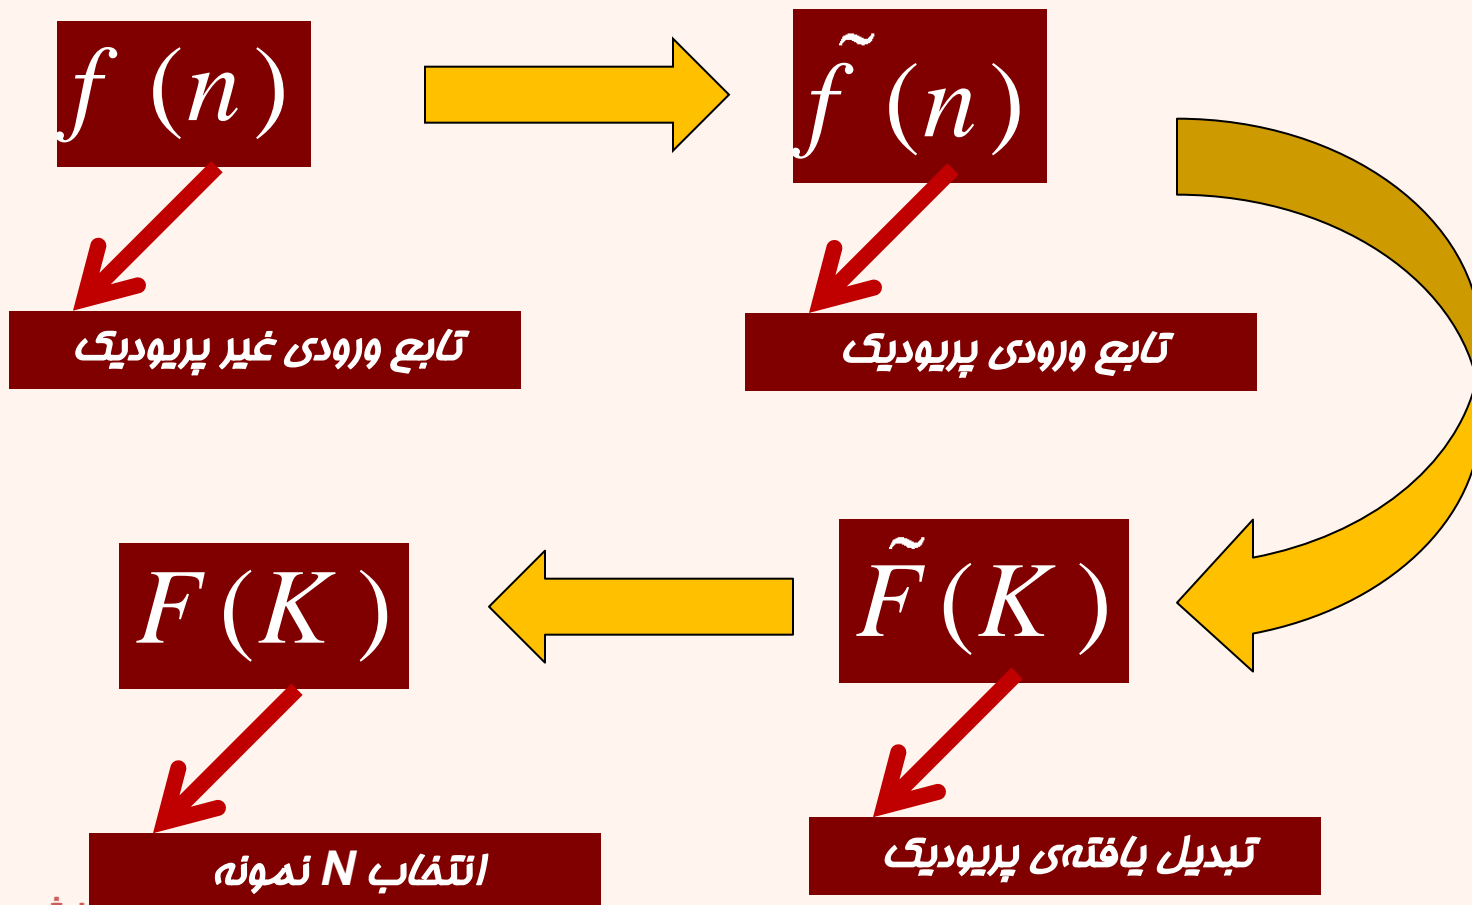 f (n)
f̃ (n)
تابع ورودی غیر پریودیک
تابع ورودی پریودیک
F̃ (K)
F (K)
تبدیل یافته‌ی پریودیک
انتخاب N نمونه